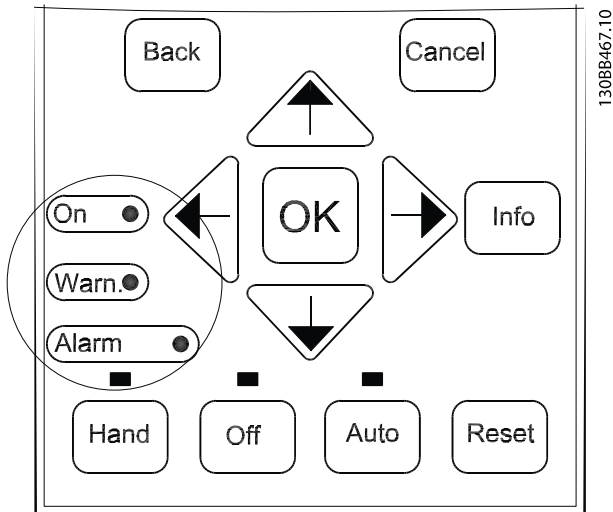 Back
Cancel
130BB467.10
On
OK
Info
Warn.
Alarm
Hand
Off
Auto
Reset